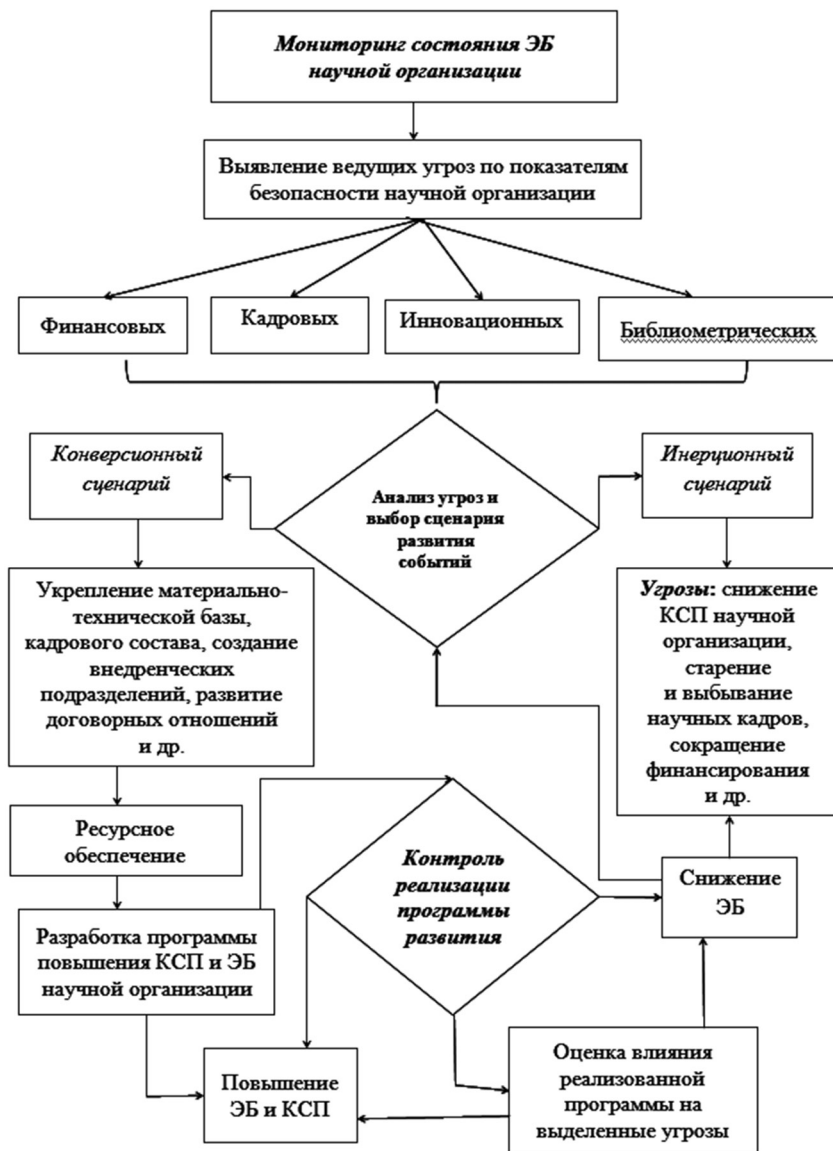 Мониторинг состояния ЭБ
научной организации
Выявление ведущих угроз по показателям
безопасности научной организации
Финансовых
Кадровых
Инновационных
Библиометрических
Конверсионный
сценарий
Анализ угроз и
выбор сценария
развития
событий
Инерционный
сценарий
Укрепление материально-
технической базы,
кадрового состава, создание
внедренческих
подразделений, развитие
договорных отношений
и др.
Угрозы: снижение
КСП научной
организации,
старение
и выбывание
научных кадров,
сокращение
финансирования
и др.
Ресурсное
обеспечение
Контроль
реализации
программы
развития
Снижение
ЭБ
Разработка программы
повышения КСП и ЭБ
научной организации
Повышение
ЭБ и КСП
Оценка влияния
реализованной
программы на
выделенные угрозы